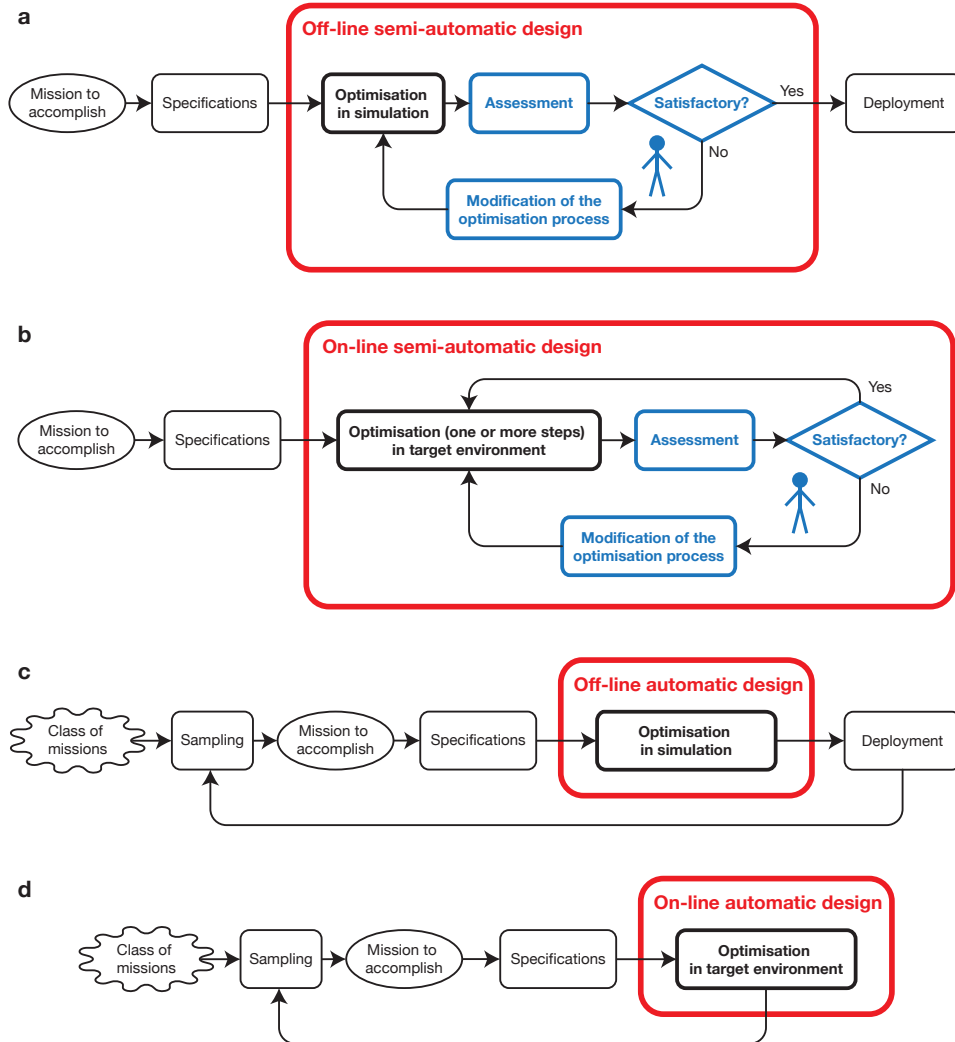 a
Off-line semi-automatic design
Mission to
accomplish
Specifications
Optimisation
in simulation
Assessment
Satisfactory?
Yes
Deployment
No
Modification of the
optimisation process
b
On-line semi-automatic design
Yes
Mission to
accomplish
Specifications
Optimisation (one or more steps)
in target environment
Assessment
Satisfactory?
No
Modification of the
optimisation process
c
Off-line automatic design
Class of
missions
Sampling
Mission to
accomplish
Specifications
Optimisation
in simulation
Deployment
d
On-line automatic design
Class of
missions
Sampling
Mission to
accomplish
Specifications
Optimisation
in target environment